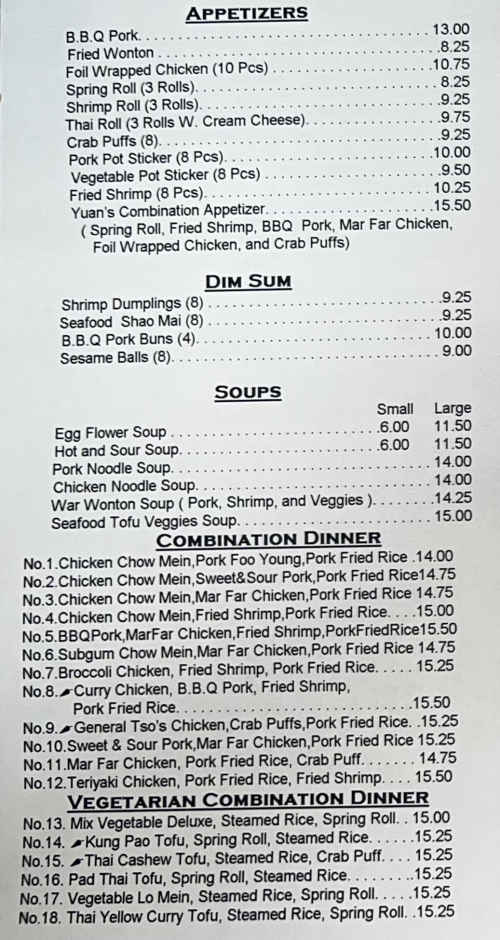 APPETIZERS
B.B.Q Pork. . . . . . . . . . . . . . . . . . . . . . . . . . . . . . . . . . 13.00
Fried Wonton . . . . . . . . . . . . . . . . . . . . . . . . . . . . . . . .8.25
Foil Wrapped Chicken (10 Pcs) . . . . . . . . . . . . . . . . . . .10.75
Spring Roll (3 Rolls). . . . . . . . . . . . . . . . . . . . . . . . . . . . 8.25
Shrimp Roll (3 Rolls). . . . . . . . . . . . . . . . . . . . . . . . . . . .9.25
Thai Roll (3 Rolls W. Cream Cheese). . . . . . . . . . . . . . . .9.75
Crab Puffs (8). . . . . . . . . . . . . . . . . . . . . . . . . . . . . . . . .9.25
Pork Pot Sticker (8 Pcs). . . . . . . . . . . . . . . . . . . . . . . . .10.00
Vegetable Pot Sticker (8 Pcs) . . . . . . . . . . . . . . . . . . . . .9.50
Fried Shrimp (8 Pcs). . . . . . . . . . . . . . . . . . . . . . . . . . . 10.25
Yuan's Combination Appetizer. . . . . . . . . . . . . . . . . . . .15.50
( Spring Roll, Fried Shrimp, BBQ Pork, Mar Far Chicken,
Foil Wrapped Chicken, and Crab Puffs)
DIM SUM
Shrimp Dumplings (8) . . . . . . . . . . . . . . . . . . . . . . . . . . .9.25
Seafood Shao Mai (8) . . . . . . . . . . . . . . . . . . . . . . . . . . .9.25
B.B.Q Pork Buns (4). . . . . . . . . . . . . . . . . . . . . . . . . . . 10.00
Sesame Balls (8). . . . . . . . . . . . . . . . . . . . . . . . . . . . . . . 9.00
SOUPS
Small Large
Egg Flower Soup . . . . . . . . . . . . . . . . . . . . . . . .6.00 11.50
Hot and Sour Soup. . . . . . . . . . . . . . . . . . . . . . .6.00 11.50
Pork Noodle Soup. . . . . . . . . . . . . . . . . . . . . . . . . . . . . . 14.00
Chicken Noodle Soup. . . . . . . . . . . . . . . . . . . . . . . . . . . 14.00
War Wonton Soup ( Pork, Shrimp, and Veggies ). . . . . . . .14.25
Seafood Tofu Veggies Soup. . . . . . . . . . . . . . . . . . . . . . . 15.00
COMBINATION DINNER
No.1.Chicken Chow Mein,Pork Foo Young,Pork Fried Rice .14.00
No.2.Chicken Chow Mein,Sweet&Sour Pork,Pork Fried Rice14.75
No.3.Chicken Chow Mein,Mar Far Chicken,Pork Fried Rice 14.75
No.4.Chicken Chow Mein,Fried Shrimp,Pork Fried Rice. . . .15.00
No.5.BBQPork,MarFar Chicken,Fried Shrimp,PorkFriedRice15.50
No.6.Subgum Chow Mein,Mar Far Chicken,Pork Fried Rice 14.75
No.7.Broccoli Chicken, Fried Shrimp, Pork Fried Rice. . . . . 15.25
No.8. Curry Chicken, B.B.Q Pork, Fried Shrimp,
Pork Fried Rice. . . . . . . . . . . . . . . . . . . . . . . . . . . .15.50
No.9. General Tso's Chicken,Crab Puffs,Pork Fried Rice. .15.25
No.10.Sweet & Sour Pork,Mar Far Chicken,Pork Fried Rice 15.25
No.11.Mar Far Chicken, Pork Fried Rice, Crab Puff. . . . . . . 14.75
No.12.Teriyaki Chicken, Pork Fried Rice, Fried Shrimp. . . . 15.50
VEGETARIAN COMBINATION DINNER
No.13. Mix Vegetable Deluxe, Steamed Rice, Spring Roll. . 15.00
No.14. Kung Pao Tofu, Spring Roll, Steamed Rice. . . . . .15.25
No.15. Thai Cashew Tofu, Steamed Rice, Crab Puff. . . . 15.25
No.16. Pad Thai Tofu, Spring Roll, Steamed Rice. . . . . . . . .15.25
No.17. Vegetable Lo Mein, Steamed Rice, Spring Roll. . . . .15.25
No.18. Thai Yellow Curry Tofu, Steamed Rice, Spring Roll. .15.25